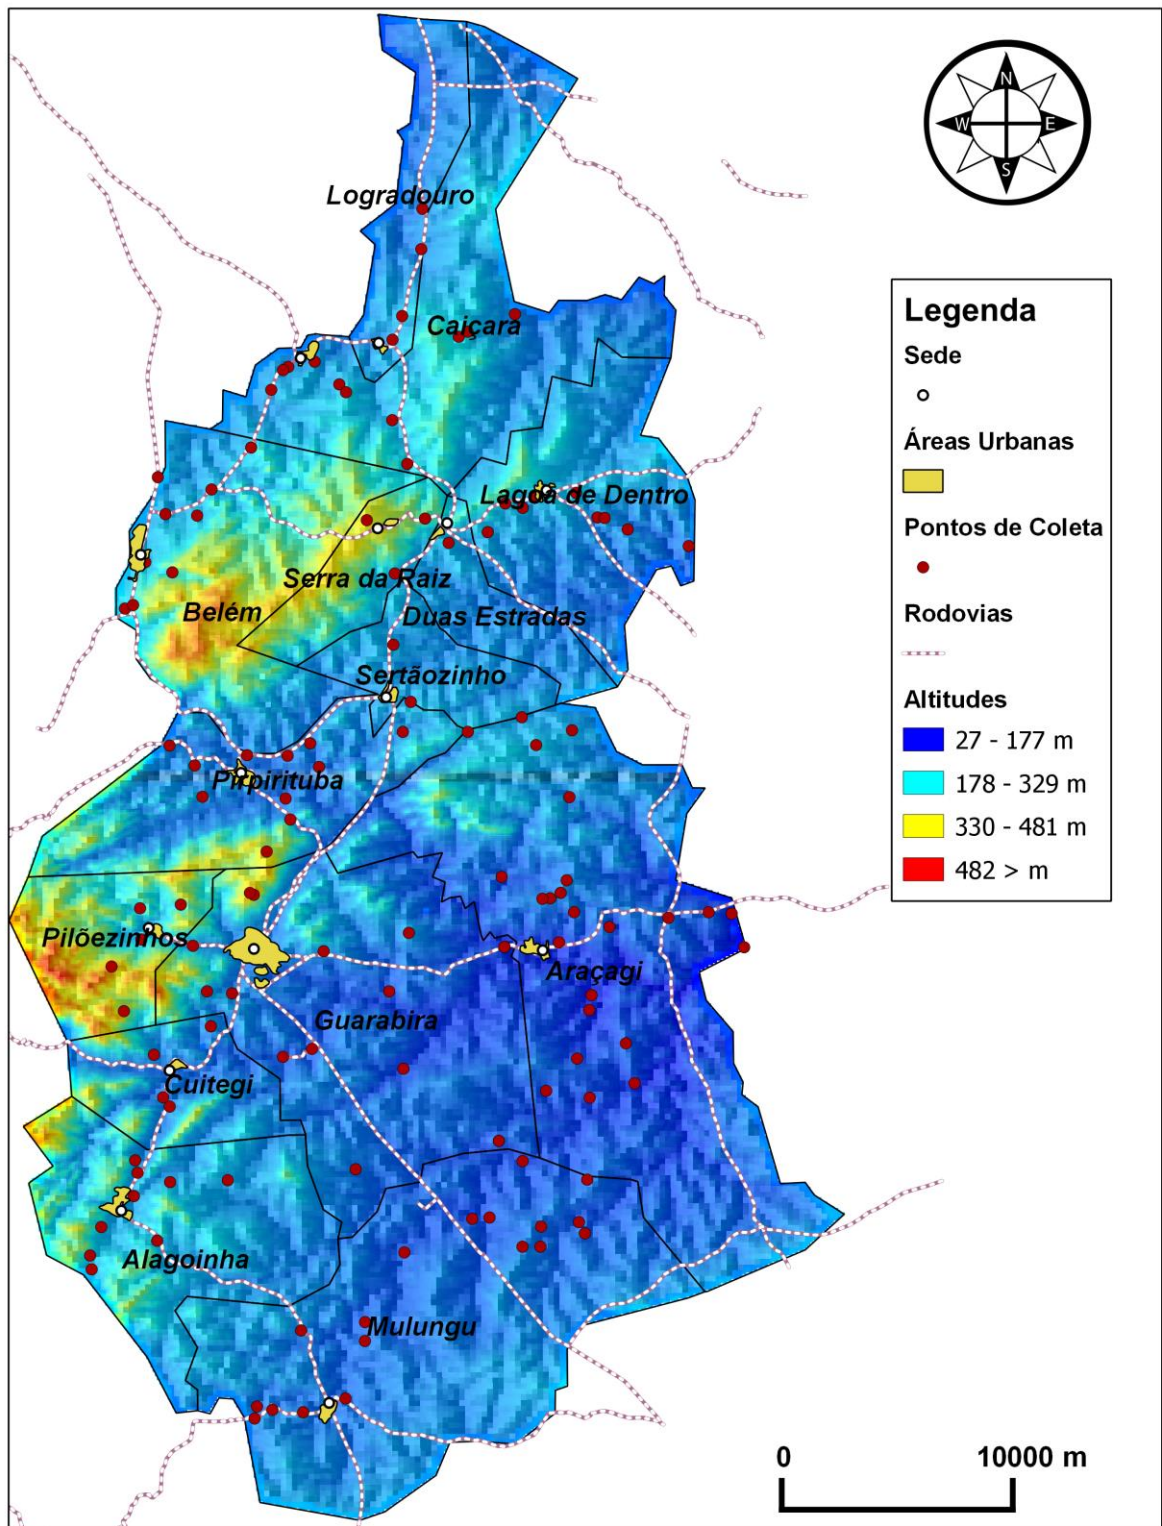 N
W E
S
Logradouro
Caiçara
Lagoa de Dentro
Serra da Raiz
Belém
Duas Estradas
Sertãozinho
Pirpirituba
Pilõezinhos
Araçagi
Guarabira
Cuitegi
Alagoinha
Mulungu
Legenda
Sede
Áreas Urbanas
Pontos de Coleta
Rodovias
Altitudes
27 - 177 m
178 - 329 m
330 - 481 m
482 > m
0 10000 m